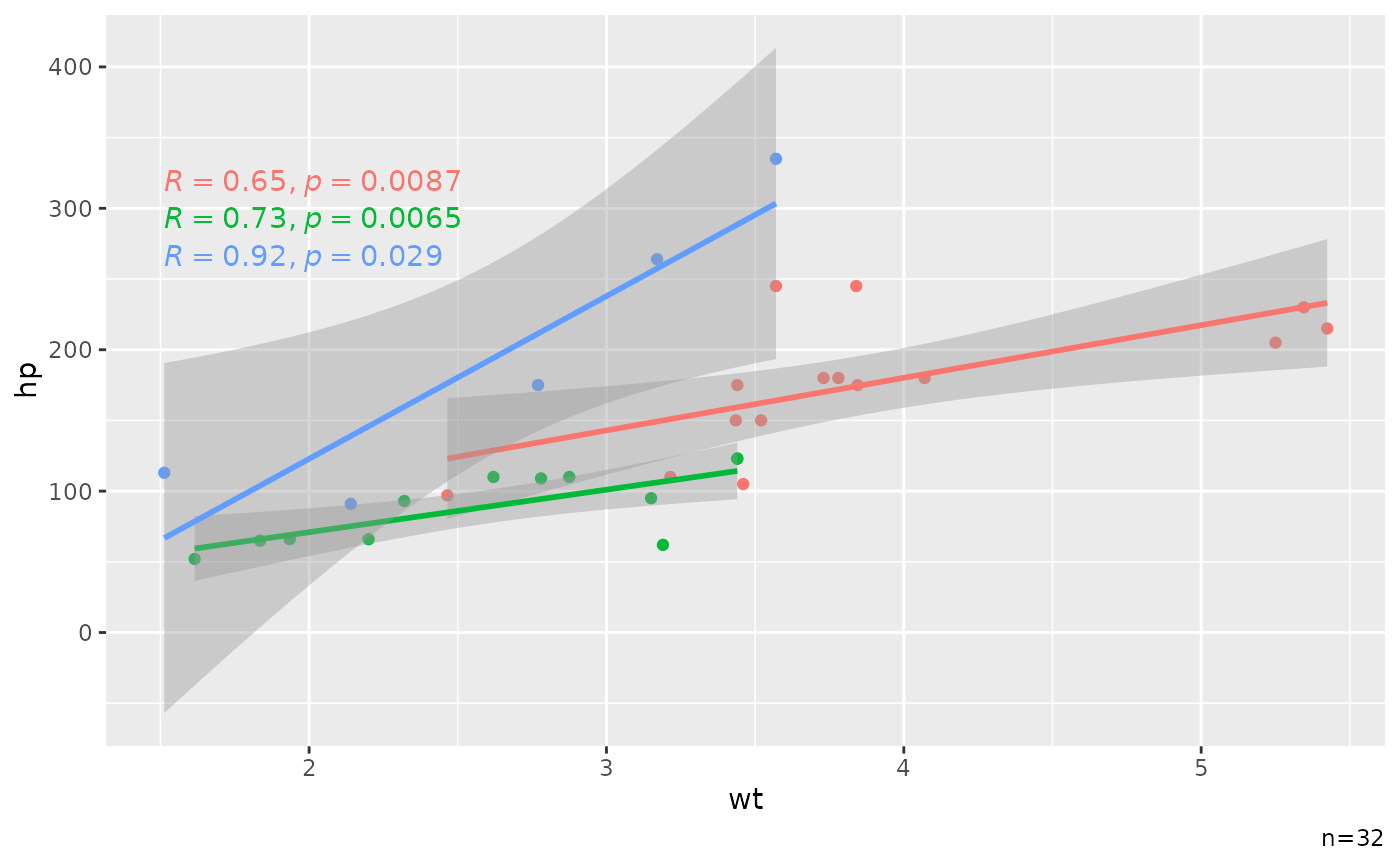 400
300
200
100
0
hp
R = 0.65, p = 0.0087
R = 0.73, p = 0.0065
R = 0.92, p = 0.029
2 3 4 5
wt
n=32